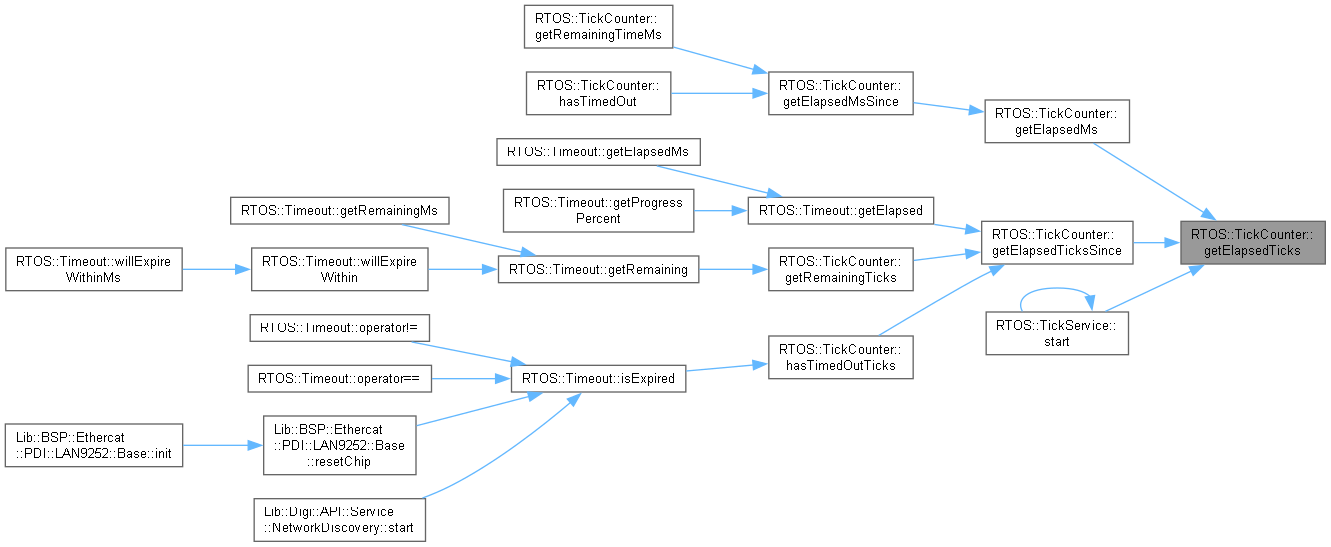 RTOS::TickCounter::
getRemainingTimeMs
RTOS::TickCounter::
hasTimedOut
RTOS::TickCounter::
getElapsedMsSince
RTOS::TickCounter::
getElapsedMs
RTOS::Timeout::getElapsedMs
RTOS::Timeout::getProgress
Percent
RTOS::Timeout::getElapsed
RTOS::Timeout::getRemainingMs
RTOS::Timeout::willExpire
WithinMs
RTOS::Timeout::willExpire
Within
RTOS::Timeout::getRemaining
RTOS::TickCounter::
getRemainingTicks
RTOS::TickCounter::
getElapsedTicksSince
RTOS::TickCounter::
getElapsedTicks
RTOS::TickService::
start
RTOS::Timeout::operator!=
RTOS::Timeout::operator==
RTOS::Timeout::isExpired
RTOS::TickCounter::
hasTimedOutTicks
Lib::BSP::Ethercat
::PDI::LAN9252::Base::init
Lib::BSP::Ethercat
::PDI::LAN9252::Base
::resetChip
Lib::Digi::API::Service
::NetworkDiscovery::start